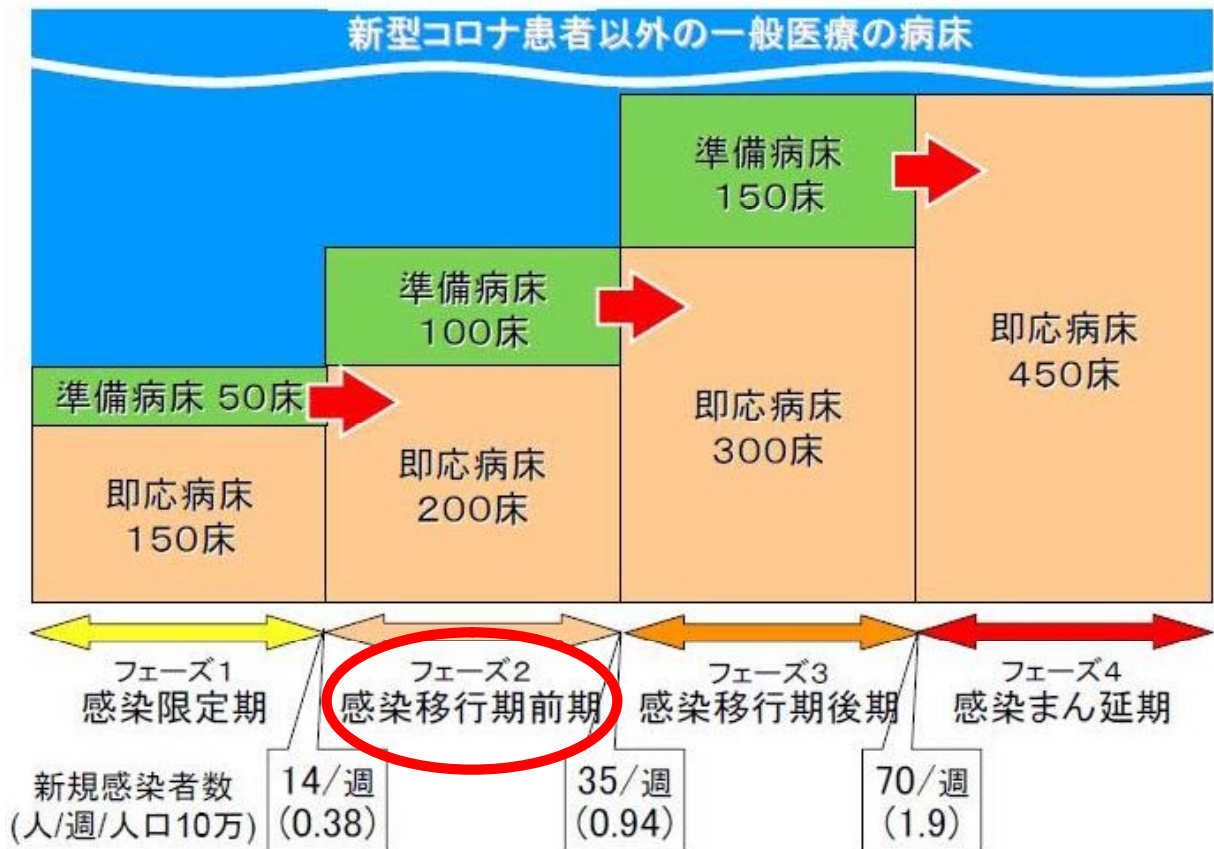 新型コロナ患者以外の一般医療の病床
準備病床
150床
準備病床
100床
即応病床
450床
準備病床 50床
即応病床
300床
即応病床
200床
即応病床
150床
フェーズ1
感染限定期
フェーズ2
感染移行期前期
フェーズ3
感染移行期後期
フェーズ4
感染まん延期
新規感染者数
(人/週/人口10万)
14/週
(0.38)
35/週
(0.94)
70/週
(1.9)